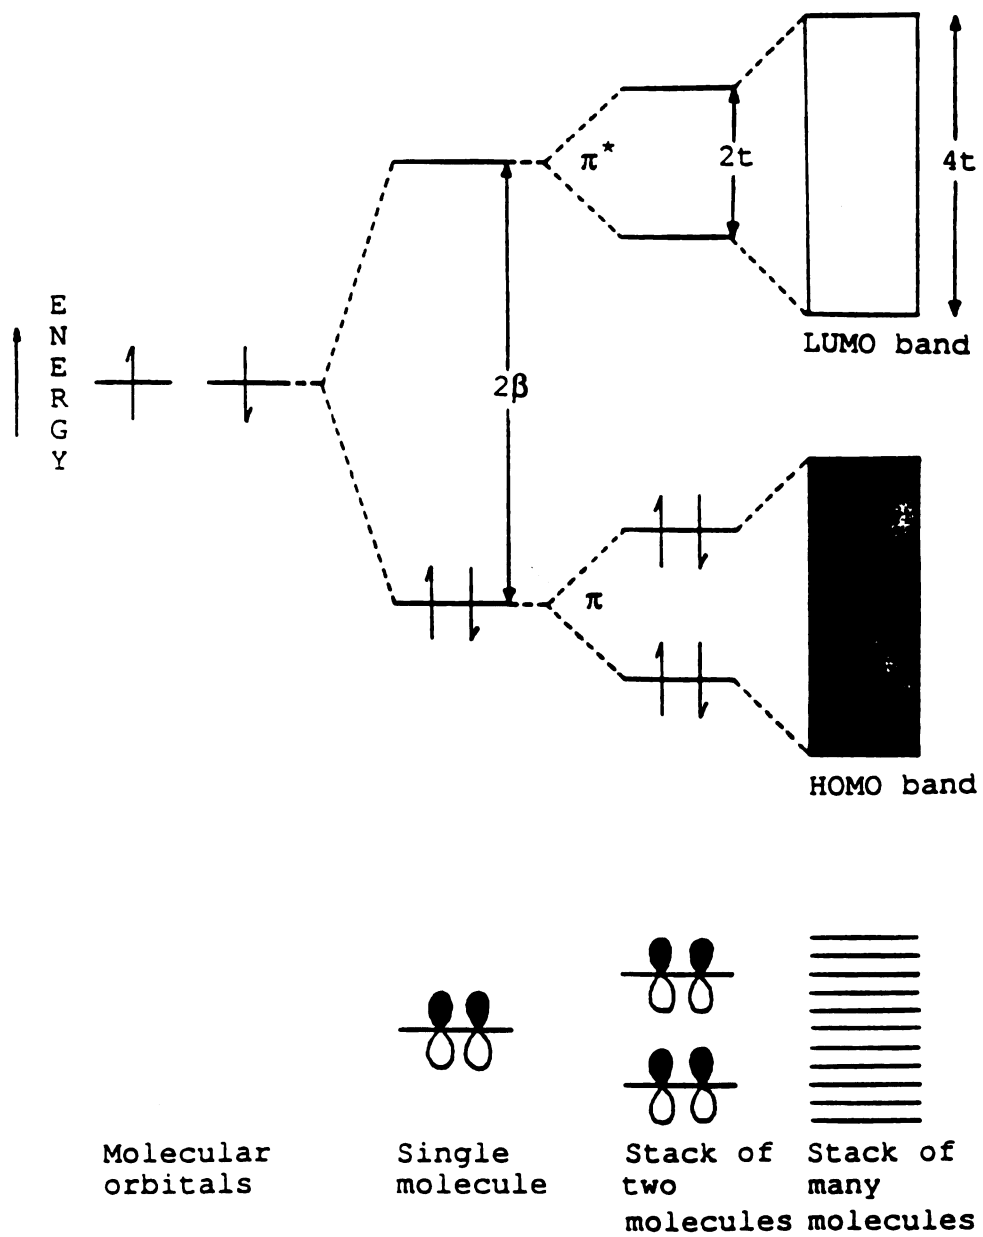 π*
2t
4t
ENERGY
LUMO band
2β
π
HOMO band
Molecular
orbitals
Single
molecule
Stack of
two
molecules
Stack of
many
molecules